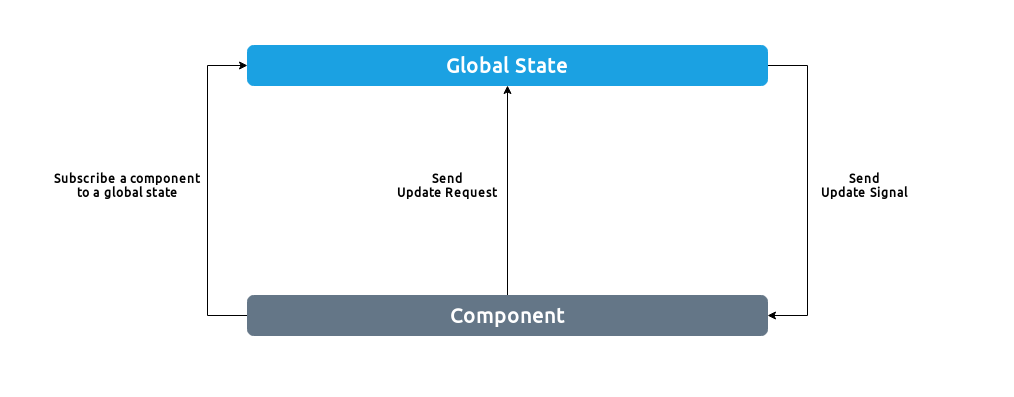 Global State
Subscribe a component
to a global state
Send
Update Request
Send
Update Signal
Component